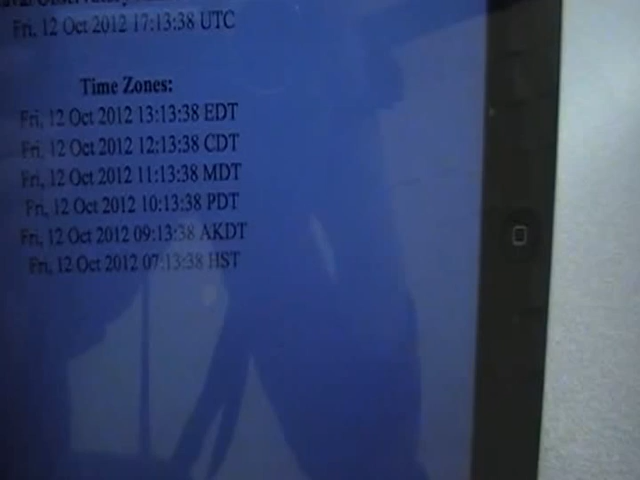 Fri, 12 Oct 2012 17:13:38 UTC
Time Zones:
Fri, 12 Oct 2012 13:13:38 EDT
Fri, 12 Oct 2012 12:13:38 CDT
Fri, 12 Oct 2012 11:13:38 MDT
Fri, 12 Oct 2012 10:13:38 PDT
Fri, 12 Oct 2012 09:13:38 AKDT
Fri, 12 Oct 2012 07:13:38 HST